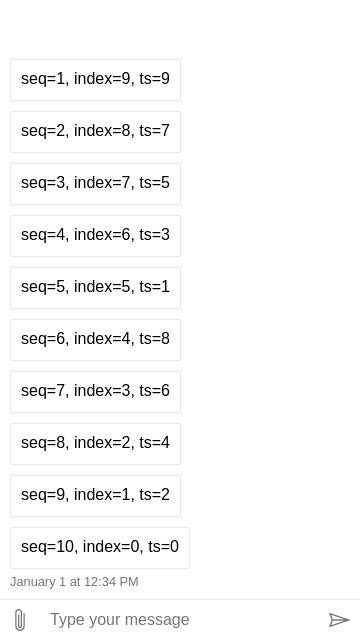 seq=1, index=9, ts=9
seq=2, index=8, ts=7
seq=3, index=7, ts=5
seq=4, index=6, ts=3
seq=5, index=5, ts=1
seq=6, index=4, ts=8
seq=7, index=3, ts=6
seq=8, index=2, ts=4
seq=9, index=1, ts=2
seq=10, index=0, ts=0
January 1 at 12:34 PM
Type your message